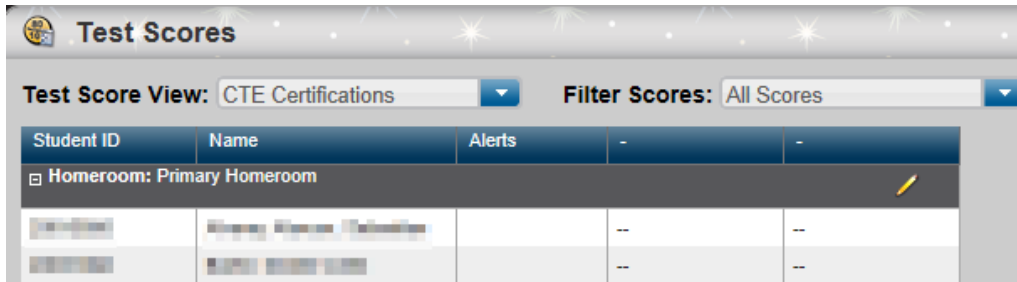 Test Scores
Test Score View: CTE Certifications Filter Scores: All Scores
Student ID Name Alerts - -
Homeroom: Primary Homeroom
-- --
-- --